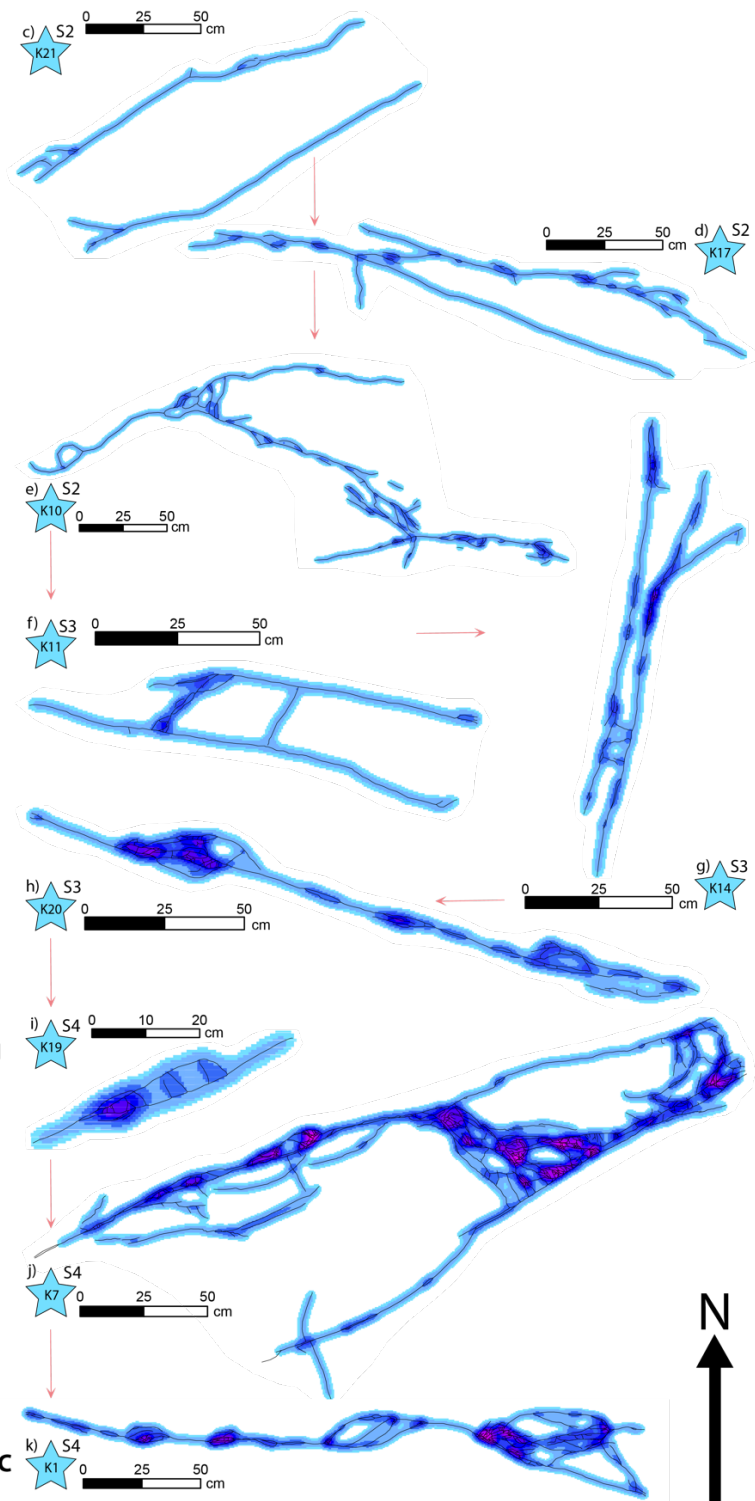 c) S2
K21
0 25 50
cm
d) S2
K17
0 25 50
cm
e) S2
K10
0 25 50
cm
f) S3
K11
0 25 50
cm
g) S3
K14
0 25 50
cm
h) S3
K20
0 25 50
cm
i) S4
K19
0 10 20
cm
j) S4
K7
0 25 50
cm
N
k) S4
K1
0 25 50
cm
c